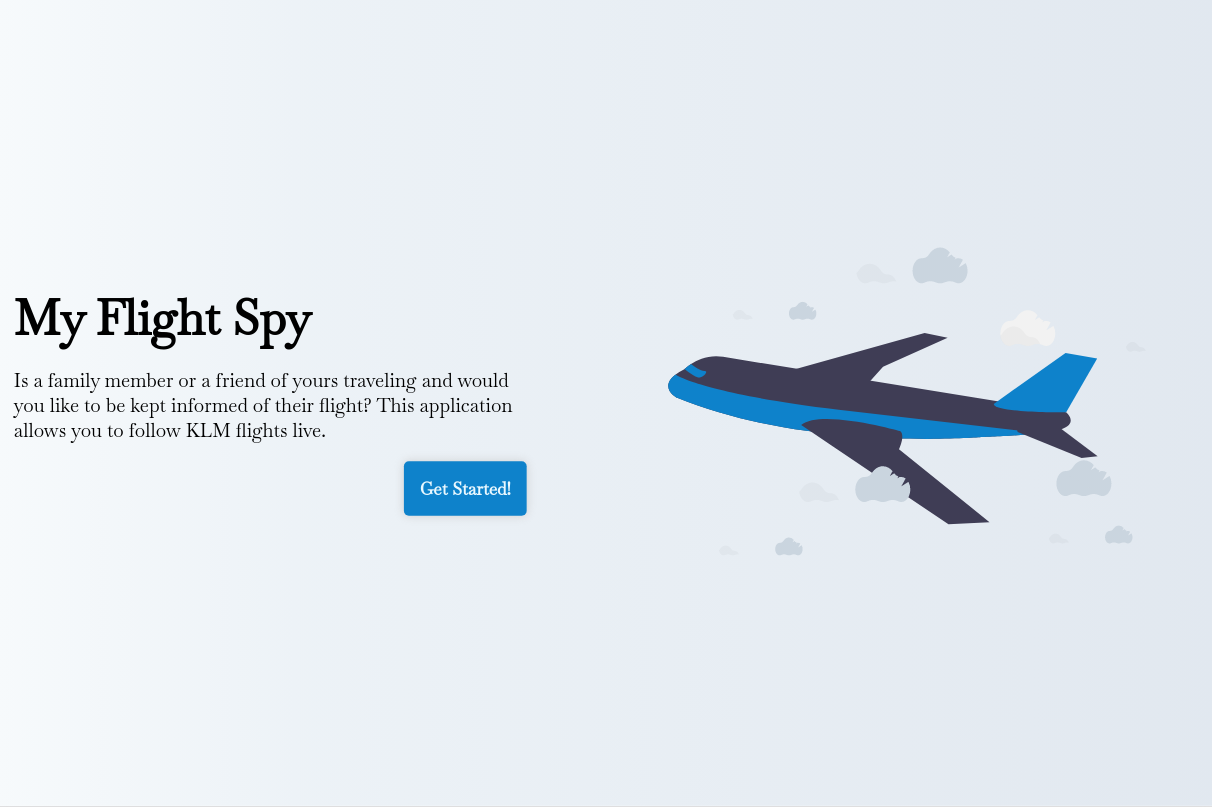 My Flight Spy
Is a family member or a friend of yours traveling and would
you like to be kept informed of their flight? This application
allows you to follow KLM flights live.
Get Started!